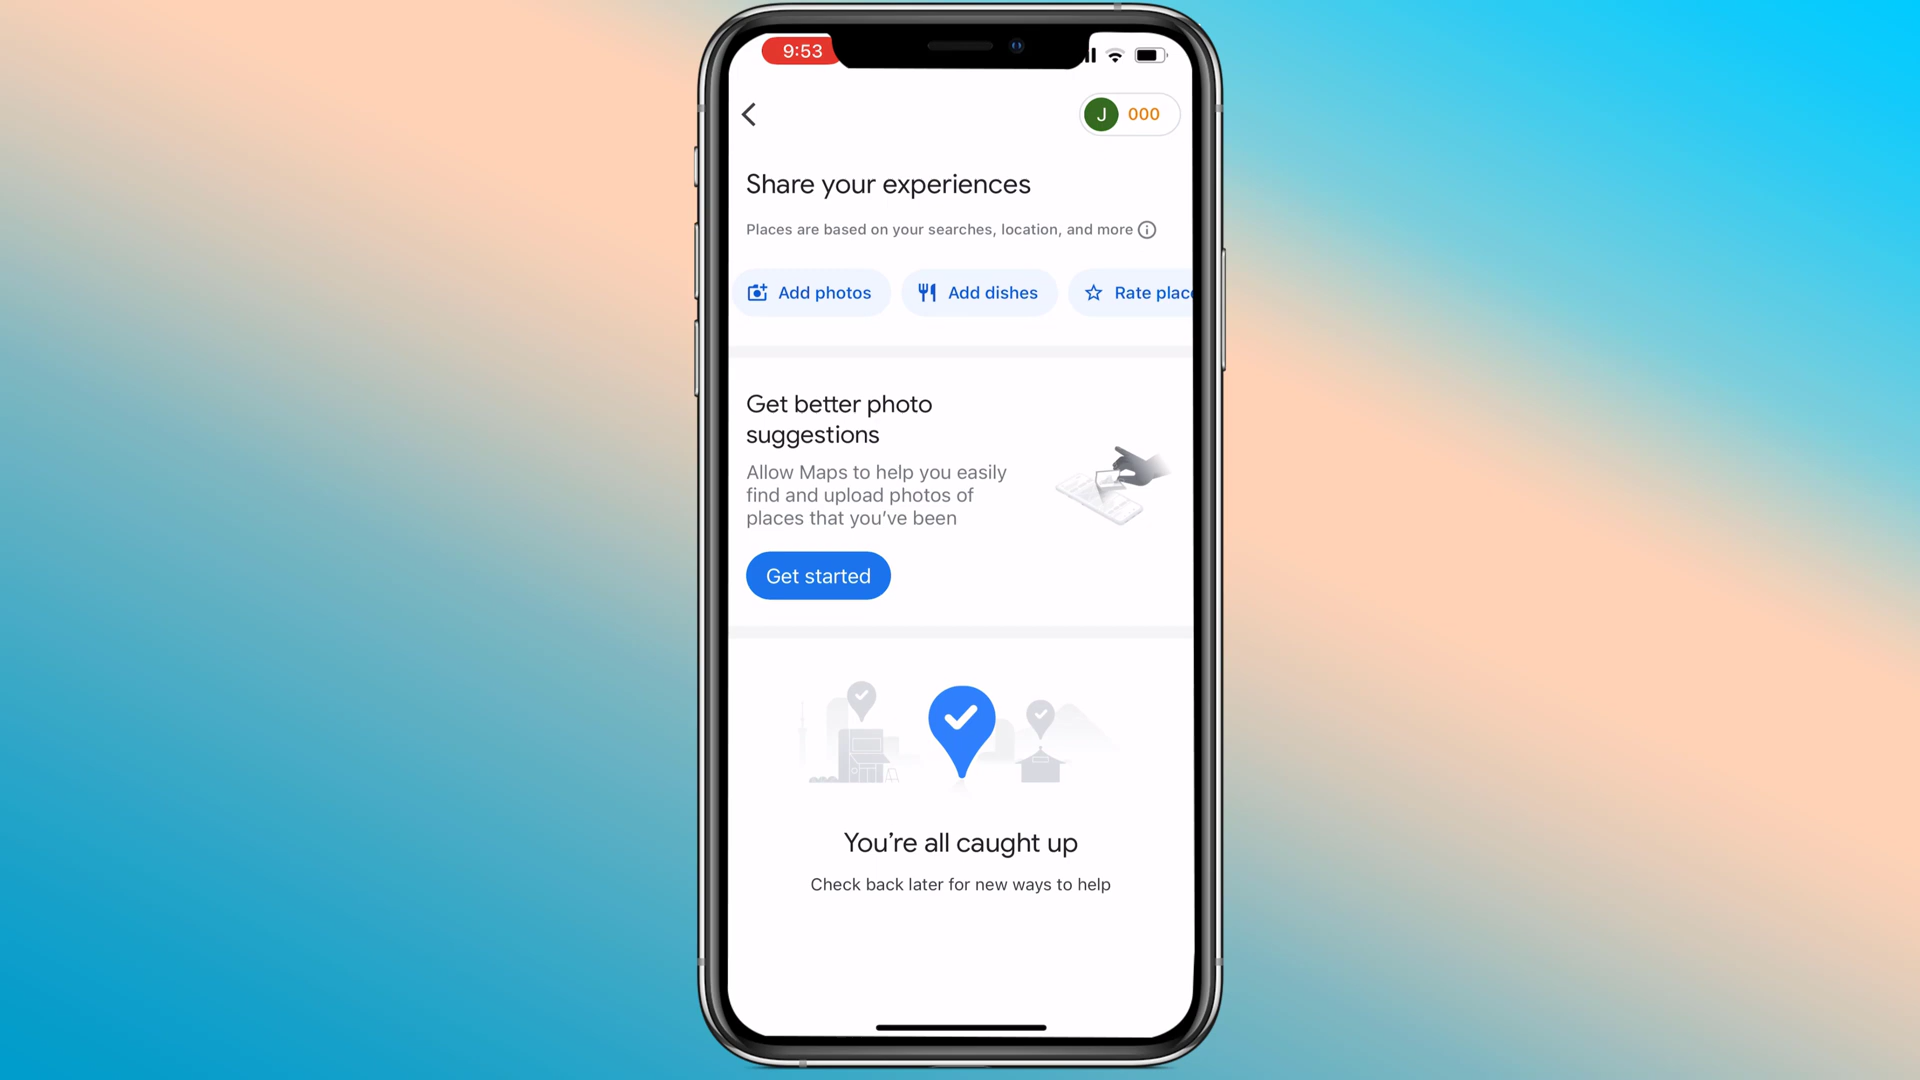 9:53
J 000
Share your experiences
Places are based on your searches, location, and more
Add photos Add dishes Rate plac
Get better photo
suggestions
Allow Maps to help you easily
find and upload photos of
places that you’ve been
Get started
You’re all caught up
Check back later for new ways to help